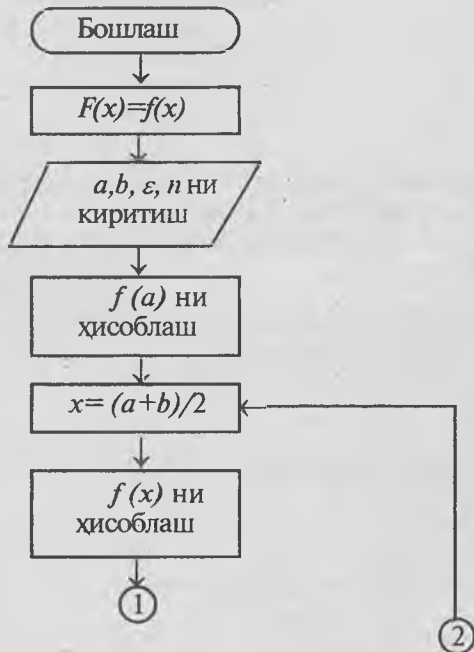 Бошлаш
F(x)=f(x)
a,b, ε, n ни
киритиш
f (a) ни
ҳисоблаш
x= (a+b)/2
f (x) ни
ҳисоблаш
1
2